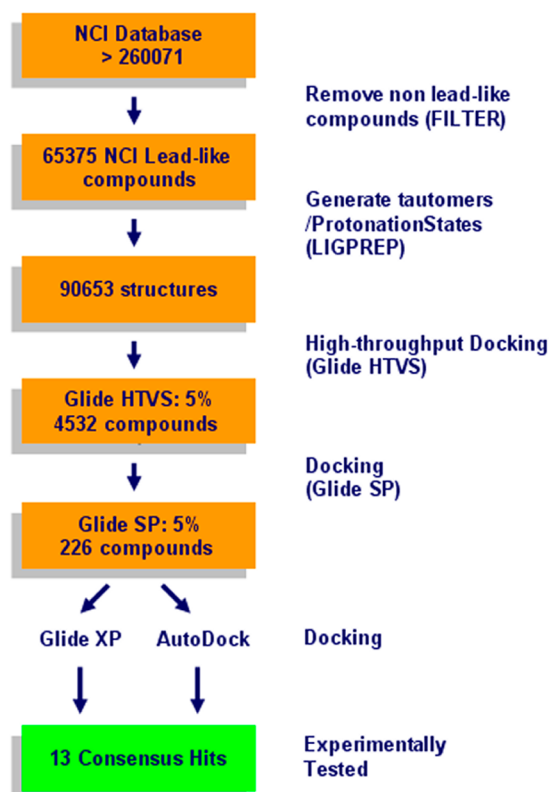 NCI Database
> 260071
Remove non lead-like
compounds (FILTER)
65375 NCI Lead-like
compounds
Generate tautomers
/ProtonationStates
(LIGPREP)
90653 structures
High-throughput Docking
(Glide HTVS)
Glide HTVS: 5%
4532 compounds
Docking
(Glide SP)
Glide SP: 5%
226 compounds
Glide XP
AutoDock
Docking
13 Consensus Hits
Experimentally
Tested